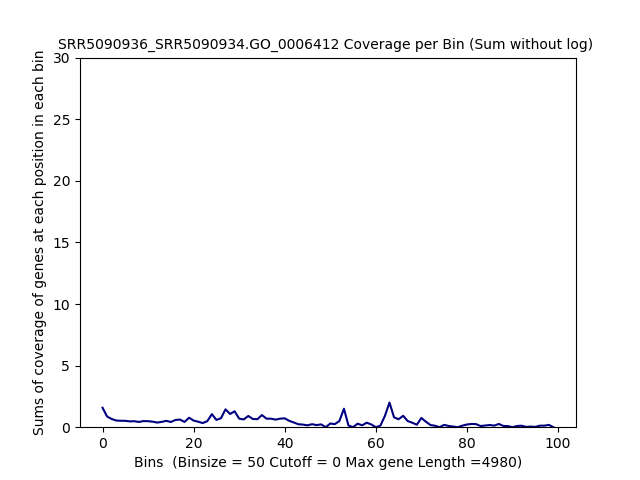 SRR5090936_SRR5090934.GO_0006412 Coverage per Bin (Sum without log)
Sums of coverage of genes at each position in each bin
30
25
20
15
10
5
0
0 20 40 60 80 100
Bins  (Binsize = 50 Cutoff = 0 Max gene Length =4980)